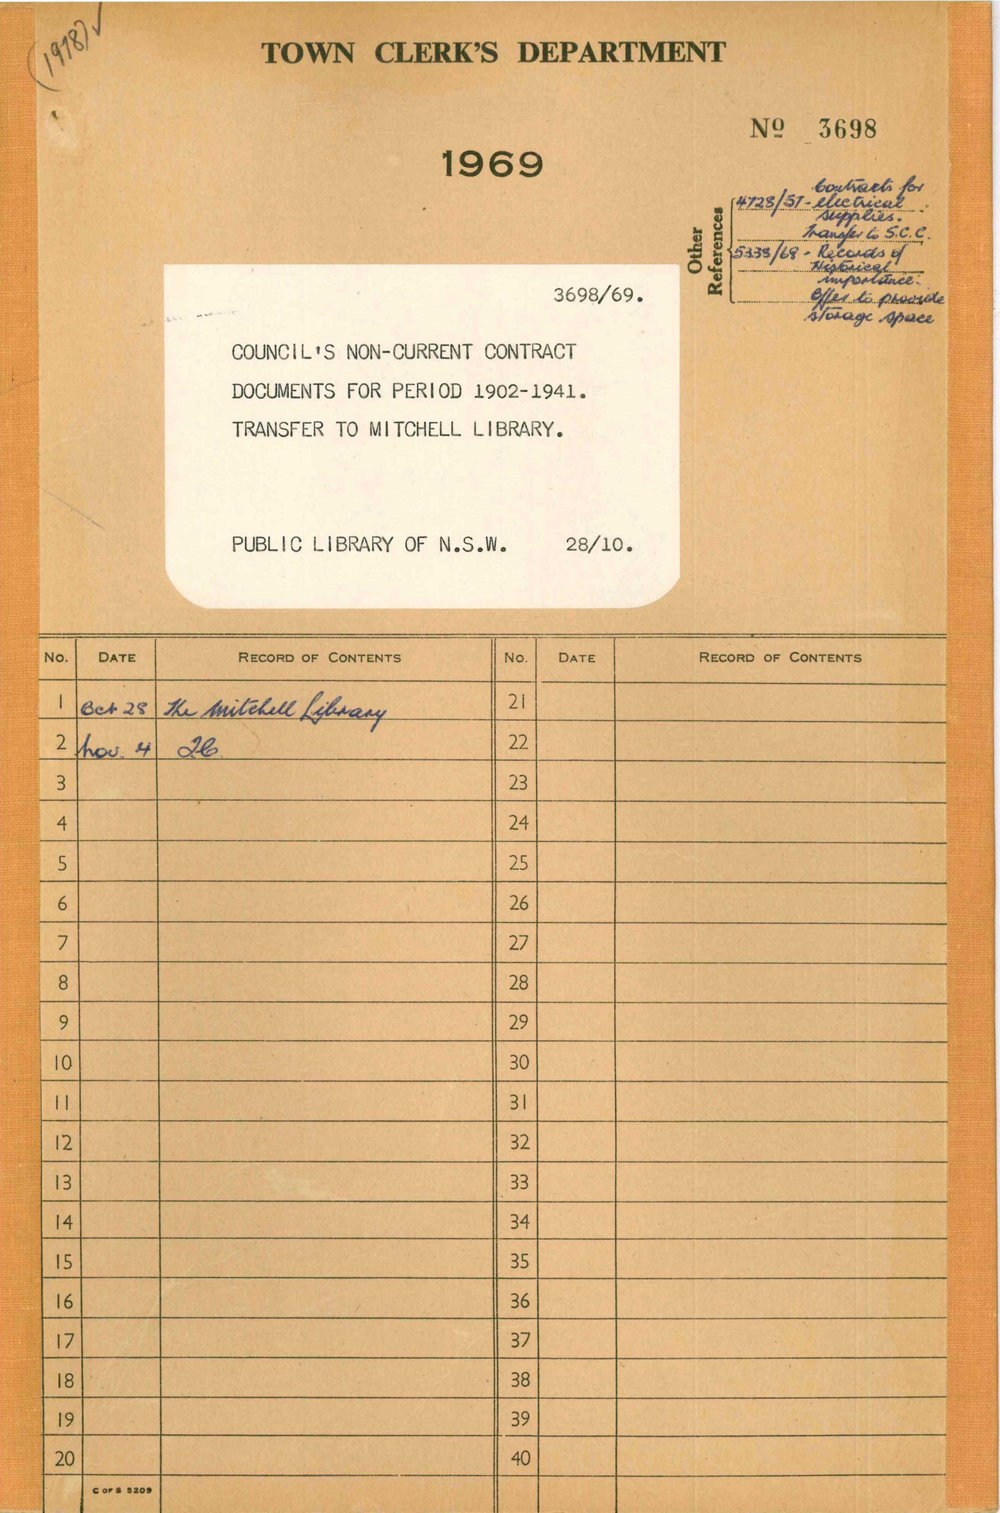 (1978)✓
TOWN CLERK'S DEPARTMENT
Nº 3698
1969
Other References
Contracts for
4728/57 - electrical
supplies.
Transfer to S.C.C.
5338/68 - Records of
Historical
importance.
Offer to provide
storage space
3698/69.
COUNCIL'S NON-CURRENT CONTRACT
DOCUMENTS FOR PERIOD 1902-1941.
TRANSFER TO MITCHELL LIBRARY.
PUBLIC LIBRARY OF N.S.W. 28/10.
No. DATE RECORD OF CONTENTS No. DATE RECORD OF CONTENTS
1 Oct 28 The Mitchell Library 21
2 Nov. 4 26 22
3 23
4 24
5 25
6 26
7 27
8 28
9 29
10 30
11 31
12 32
13 33
14 34
15 35
16 36
17 37
18 38
19 39
20 40
C OF S 5209